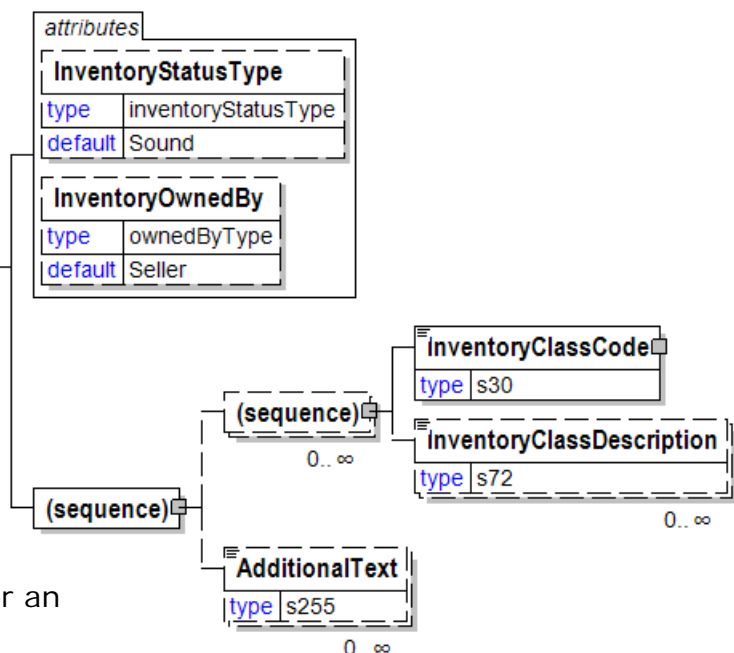 attributes
InventoryStatusType
type inventoryStatusType
default Sound
InventoryOwnedBy
type ownedByType
default Seller
InventoryClassCode
type s30
(sequence)
0.. ∞
InventoryClassDescription
type s72
0.. ∞
(sequence)
AdditionalText
type s255
0.. ∞
r an